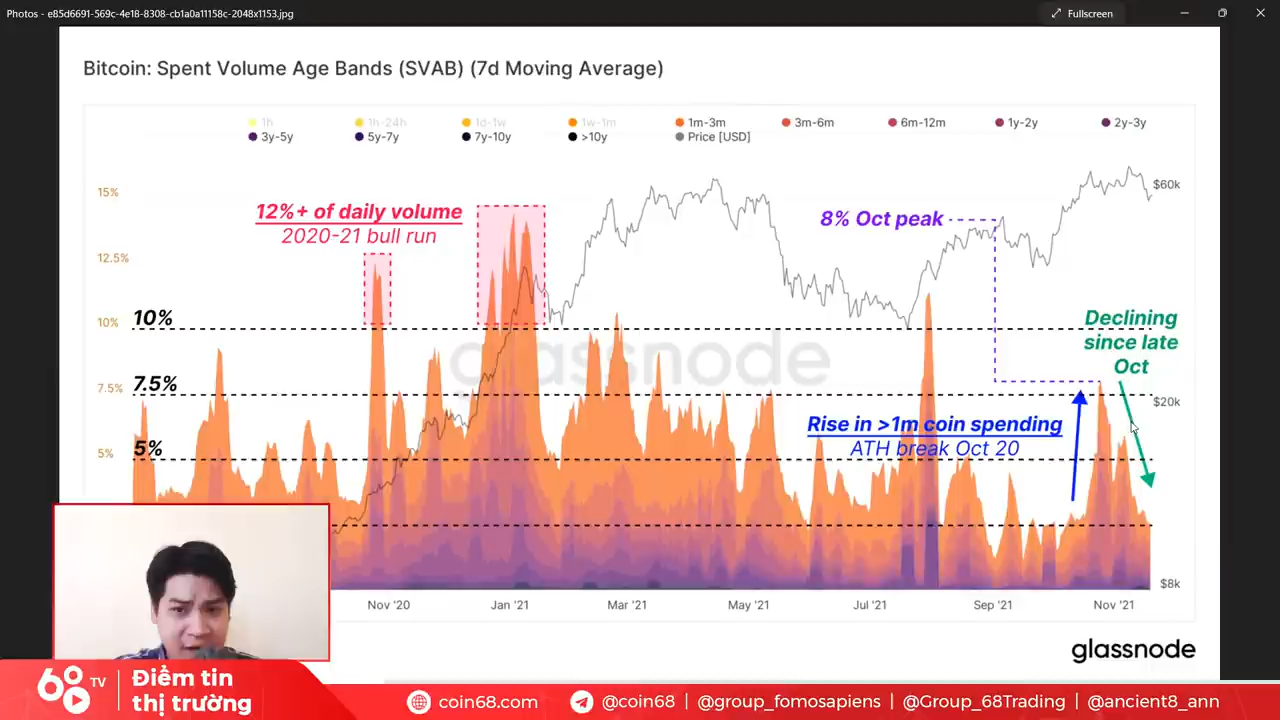 Photos - e85d6691-569c-4e18-8308-cb1a0a11158c-2048x1153.jpg
Fullscreen
Bitcoin: Spent Volume Age Bands (SVAB) (7d Moving Average)
1h 1h-24h 1d-1w 1w-1m 1m-3m 3m-6m 6m-12m 1y-2y 2y-3y
3y-5y 5y-7y 7y-10y >10y Price [USD]
15%
$60k
12%+ of daily volume
2020-21 bull run
8% Oct peak
12.5%
10%
10%
Declining
since late
Oct
glassnode
7.5%
7.5%
$20k
Rise in >1m coin spending
ATH break Oct 20
5%
5%
$8k
Nov '20 Jan '21 Mar '21 May '21 Jul '21 Sep '21 Nov '21
glassnode
68 TV
Điểm tin
thị trường
coin68.com
@coin68 | @group_fomosapiens | @Group_68Trading | @ancient8_ann